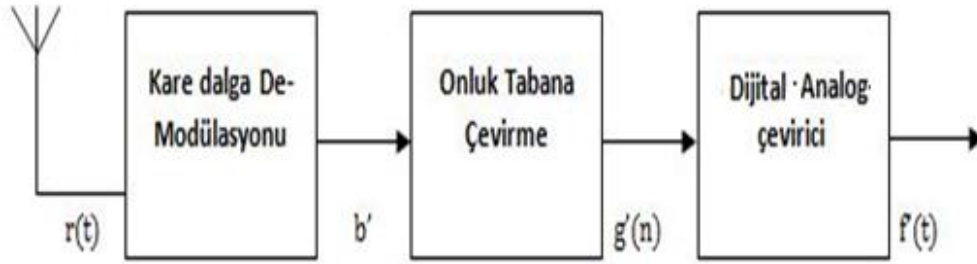 Kare dalga De-
Modülasyonu
Onluk Tabana
Çevirme
Dijital Analog
çevirici
r(t)
b'
g'(n)
f'(t)